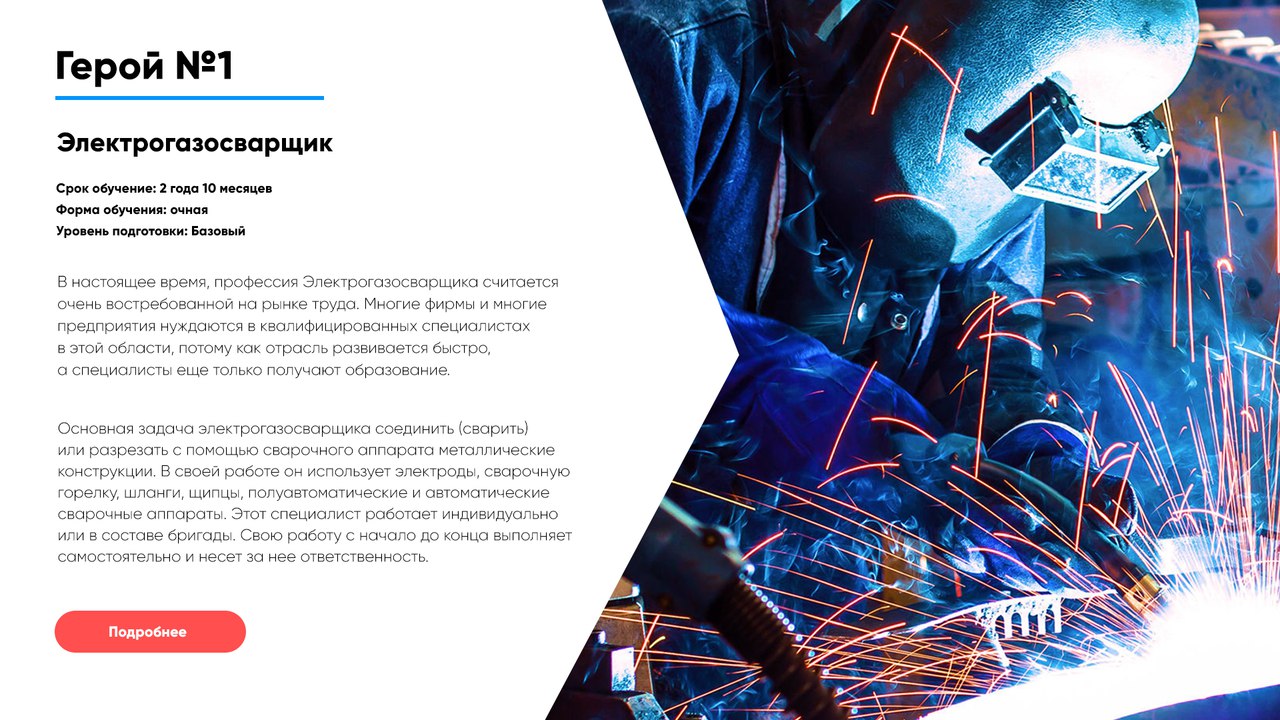 Герой №1
Электрогазосварщик
Срок обучение: 2 года 10 месяцев
Форма обучения: очная
Уровень подготовки: Базовый
В настоящее время, профессия Электрогазосварщика считается
очень востребованной на рынке труда. Многие фирмы и многие
предприятия нуждаются в квалифицированных специалистах
в этой области, потому как отрасль развивается быстро,
а специалисты еще только получают образование.
Основная задача электрогазосварщика соединить (сварить)
или разрезать с помощью сварочного аппарата металлические
конструкции. В своей работе он использует электроды, сварочную
горелку, шланги, щипцы, полуавтоматические и автоматические
сварочные аппараты. Этот специалист работает индивидуально
или в составе бригады. Свою работу с начало до конца выполняет
самостоятельно и несет за нее ответственность.
Подробнее